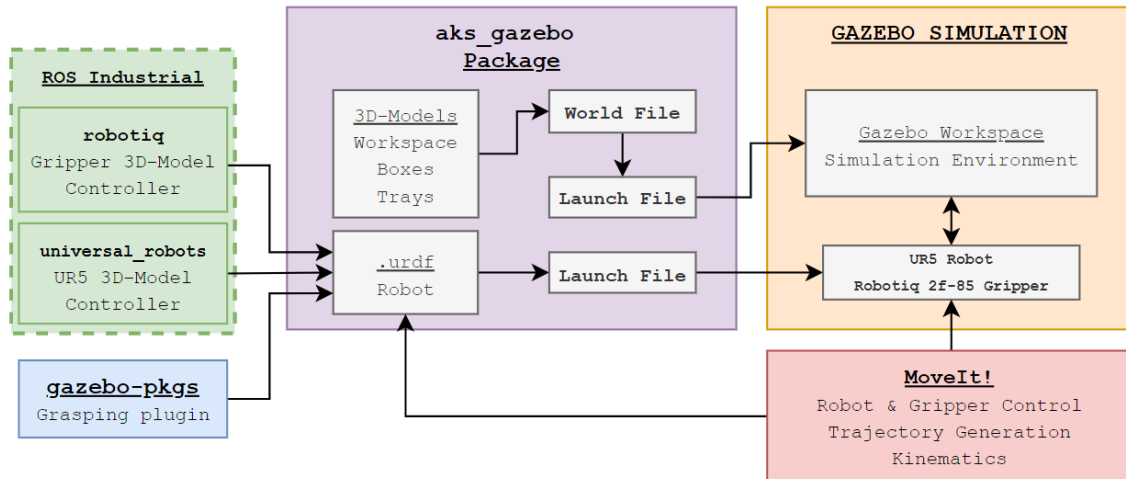 ROS Industrial
robotiq
Gripper 3D-Model
Controller
universal_robots
UR5 3D-Model
Controller
gazebo-pkgs
Grasping plugin
aks_gazebo
Package
3D-Models
Workspace
Boxes
Trays
World File
Launch File
.urdf
Robot
Launch File
GAZEBO SIMULATION
Gazebo Workspace
Simulation Environment
UR5 Robot
Robotiq 2f-85 Gripper
MoveIt!
Robot & Gripper Control
Trajectory Generation
Kinematics